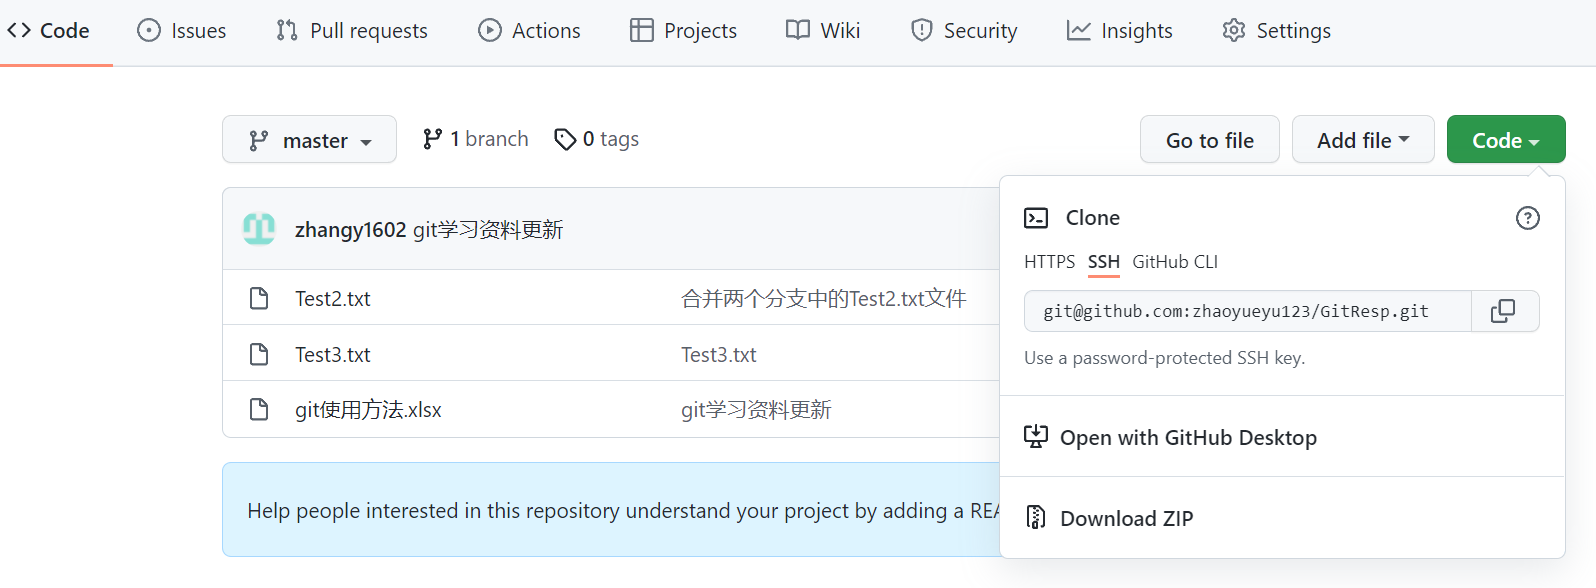 Code Issues Pull requests Actions Projects Wiki Security Insights Settings
master 1 branch 0 tags Go to file Add file Code
zhangy1602 git学习资料更新
Test2.txt 合并两个分支中的Test2.txt文件
Test3.txt Test3.txt
git使用方法.xlsx git学习资料更新
Help people interested in this repository understand your project by adding a
Clone
HTTPS SSH GitHub CLI
git@github.com:zhaoyueyu123/GitResp.git
Use a password-protected SSH key.
Open with GitHub Desktop
Download ZIP